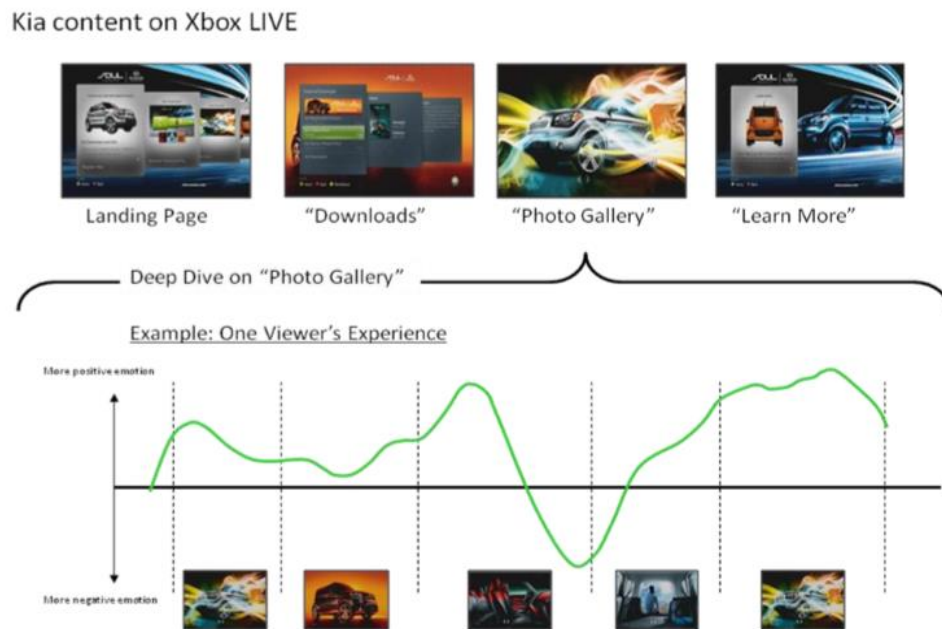 Kia content on Xbox LIVE
Landing Page
“Downloads”
“Photo Gallery”
“Learn More”
Deep Dive on “Photo Gallery”
Example: One Viewer’s Experience
More positive emotion
More negative emotion